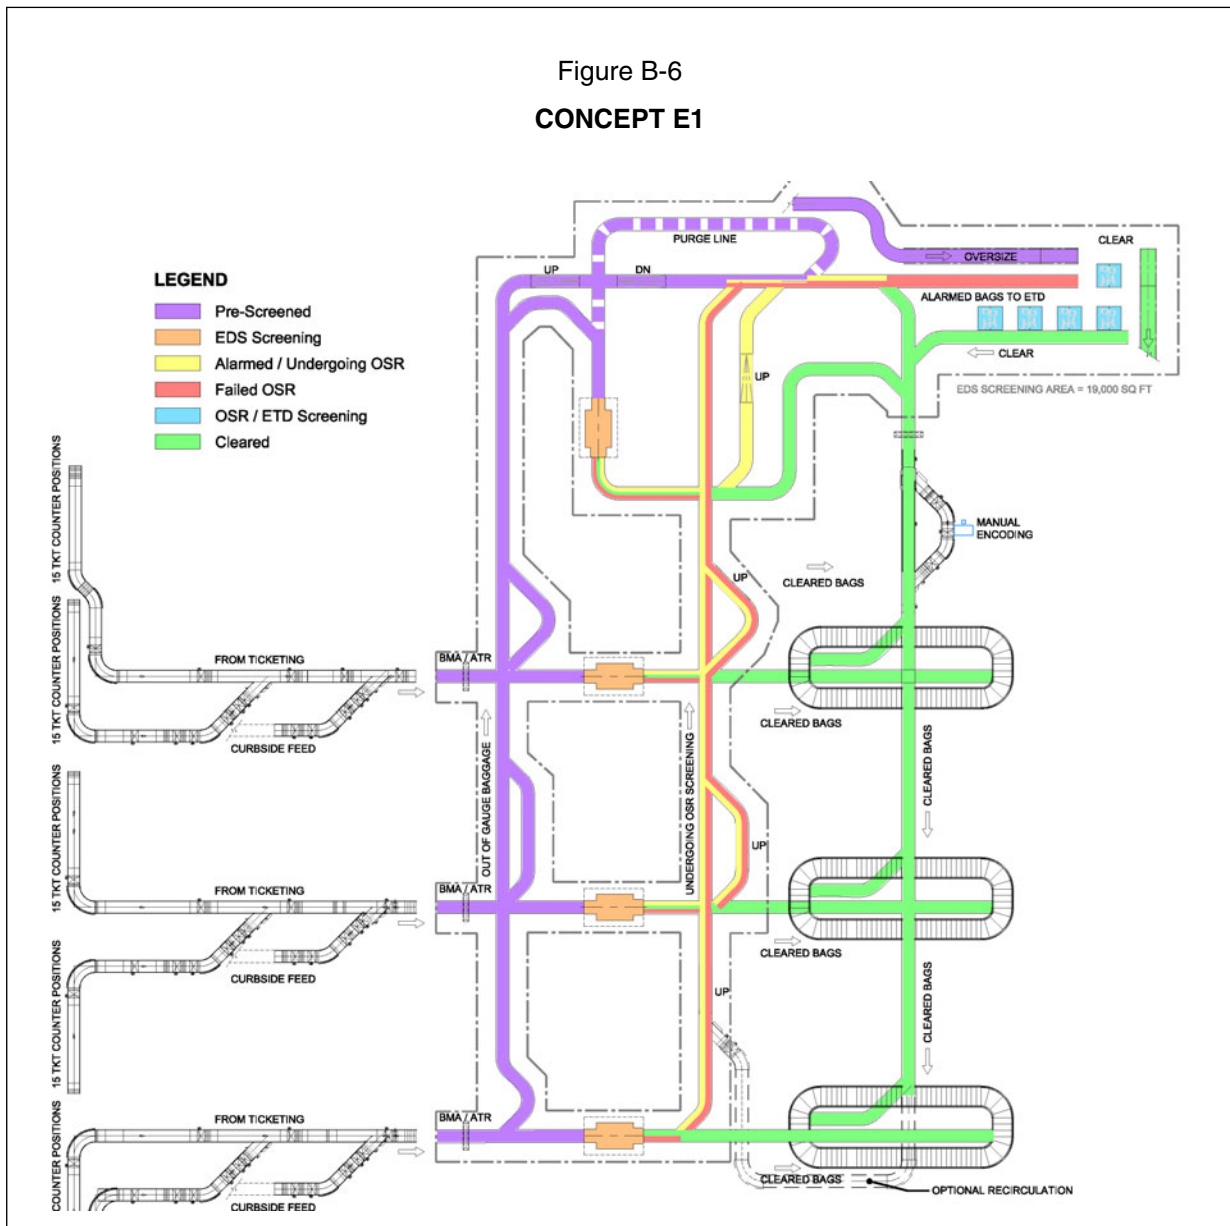 Figure B-6
CONCEPT E1
PURGE LINE
OVERSIZE
CLEAR
UP
DN
ALARMED BAGS TO ETD
CLEAR
UP
EDS SCREENING AREA = 19,000 SQ FT
LEGEND
Pre-Screened
EDS Screening
Alarmed / Undergoing OSR
Failed OSR
OSR / ETD Screening
Cleared
MANUAL
ENCODING
15 TKT COUNTER POSITIONS
UP
CLEARED BAGS
15 TKT COUNTER POSITIONS
FROM TICKETING
BMA / ATR
CLEARED BAGS
CURBSIDE FEED
OUT OF GAUGE BAGGAGE
UNDERGOING OSR SCREENING
CLEARED BAGS
15 TKT COUNTER POSITIONS
UP
FROM TICKETING
BMA / ATR
CLEARED BAGS
CURBSIDE FEED
15 TKT COUNTER POSITIONS
UP
CLEARED BAGS
FROM TICKETING
BMA / ATR
COUNTER POSITIONS
CLEARED BAGS
OPTIONAL RECIRCULATION
CURBSIDE FEED